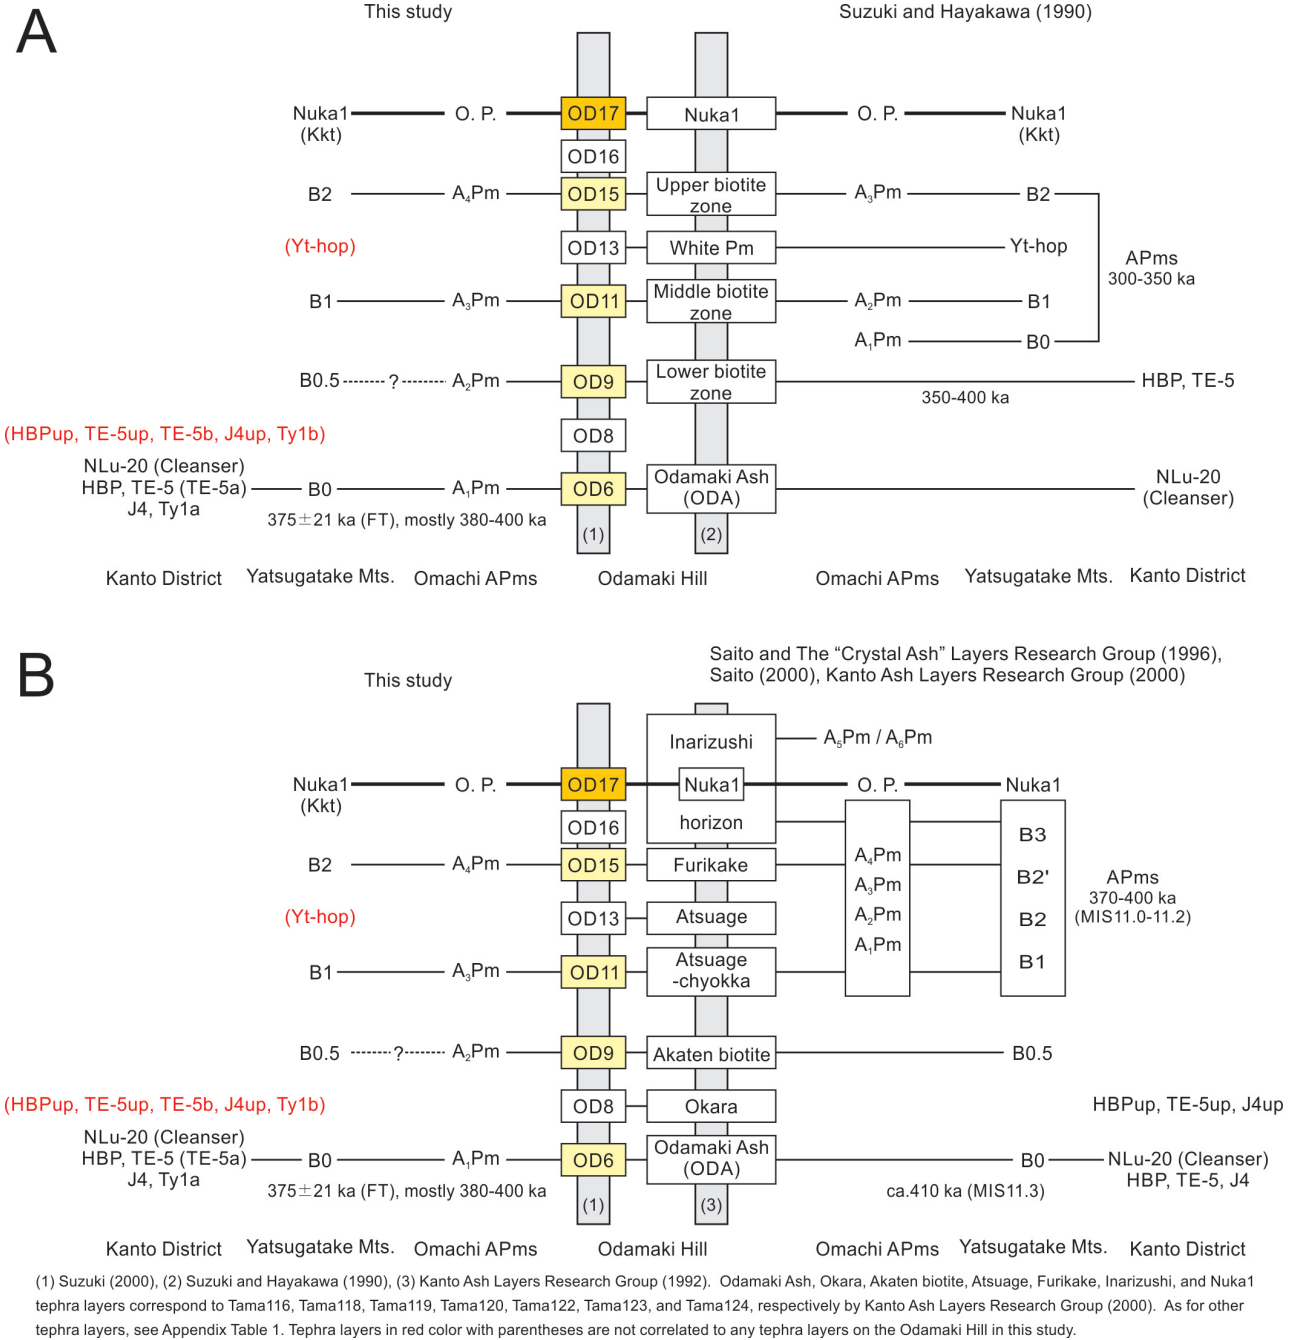 A
This study
Suzuki and Hayakawa (1990)
Nuka1
(Kkt)
O. P.
OD17
Nuka1
O. P.
Nuka1
(Kkt)
OD16
B2
A4Pm
OD15
Upper biotite
zone
A3Pm
B2
(Yt-hop)
OD13
White Pm
Yt-hop
APms
300-350 ka
B1
A3Pm
OD11
Middle biotite
zone
A2Pm
B1
A1Pm
B0
B0.5
?
A2Pm
OD9
Lower biotite
zone
350-400 ka
HBP, TE-5
(HBPup, TE-5up, TE-5b, J4up, Ty1b)
OD8
NLu-20 (Cleanser)
HBP, TE-5 (TE-5a)
J4, Ty1a
B0
A1Pm
OD6
Odamaki Ash
(ODA)
NLu-20
(Cleanser)
375±21 ka (FT), mostly 380-400 ka
(1)
(2)
Kanto District
Yatsugatake Mts.
Omachi APms
Odamaki Hill
Omachi APms
Yatsugatake Mts.
Kanto District
B
This study
Saito and The “Crystal Ash” Layers Research Group (1996),
Saito (2000), Kanto Ash Layers Research Group (2000)
Inarizushi
A5Pm / A6Pm
Nuka1
(Kkt)
O. P.
OD17
Nuka1
O. P.
Nuka1
OD16
horizon
B3
B2
A4Pm
OD15
Furikake
A4Pm
A3Pm
A2Pm
A1Pm
B2'
B2
B1
APms
370-400 ka
(MIS11.0-11.2)
(Yt-hop)
OD13
Atsuage
B1
A3Pm
OD11
Atsuage
-chyokka
B0.5
?
A2Pm
OD9
Akaten biotite
B0.5
(HBPup, TE-5up, TE-5b, J4up, Ty1b)
OD8
Okara
HBPup, TE-5up, J4up
NLu-20 (Cleanser)
HBP, TE-5 (TE-5a)
J4, Ty1a
B0
A1Pm
OD6
Odamaki Ash
(ODA)
B0
NLu-20 (Cleanser)
HBP, TE-5, J4
375±21 ka (FT), mostly 380-400 ka
(1)
(3)
ca.410 ka (MIS11.3)
Kanto District
Yatsugatake Mts.
Omachi APms
Odamaki Hill
Omachi APms
Yatsugatake Mts.
Kanto District
(1) Suzuki (2000), (2) Suzuki and Hayakawa (1990), (3) Kanto Ash Layers Research Group (1992). Odamaki Ash, Okara, Akaten biotite, Atsuage, Furikake, Inarizushi, and Nuka1
tephra layers correspond to Tama116, Tama118, Tama119, Tama120, Tama122, Tama123, and Tama124, respectively by Kanto Ash Layers Research Group (2000). As for other
tephra layers, see Appendix Table 1. Tephra layers in red color with parentheses are not correlated to any tephra layers on the Odamaki Hill in this study.